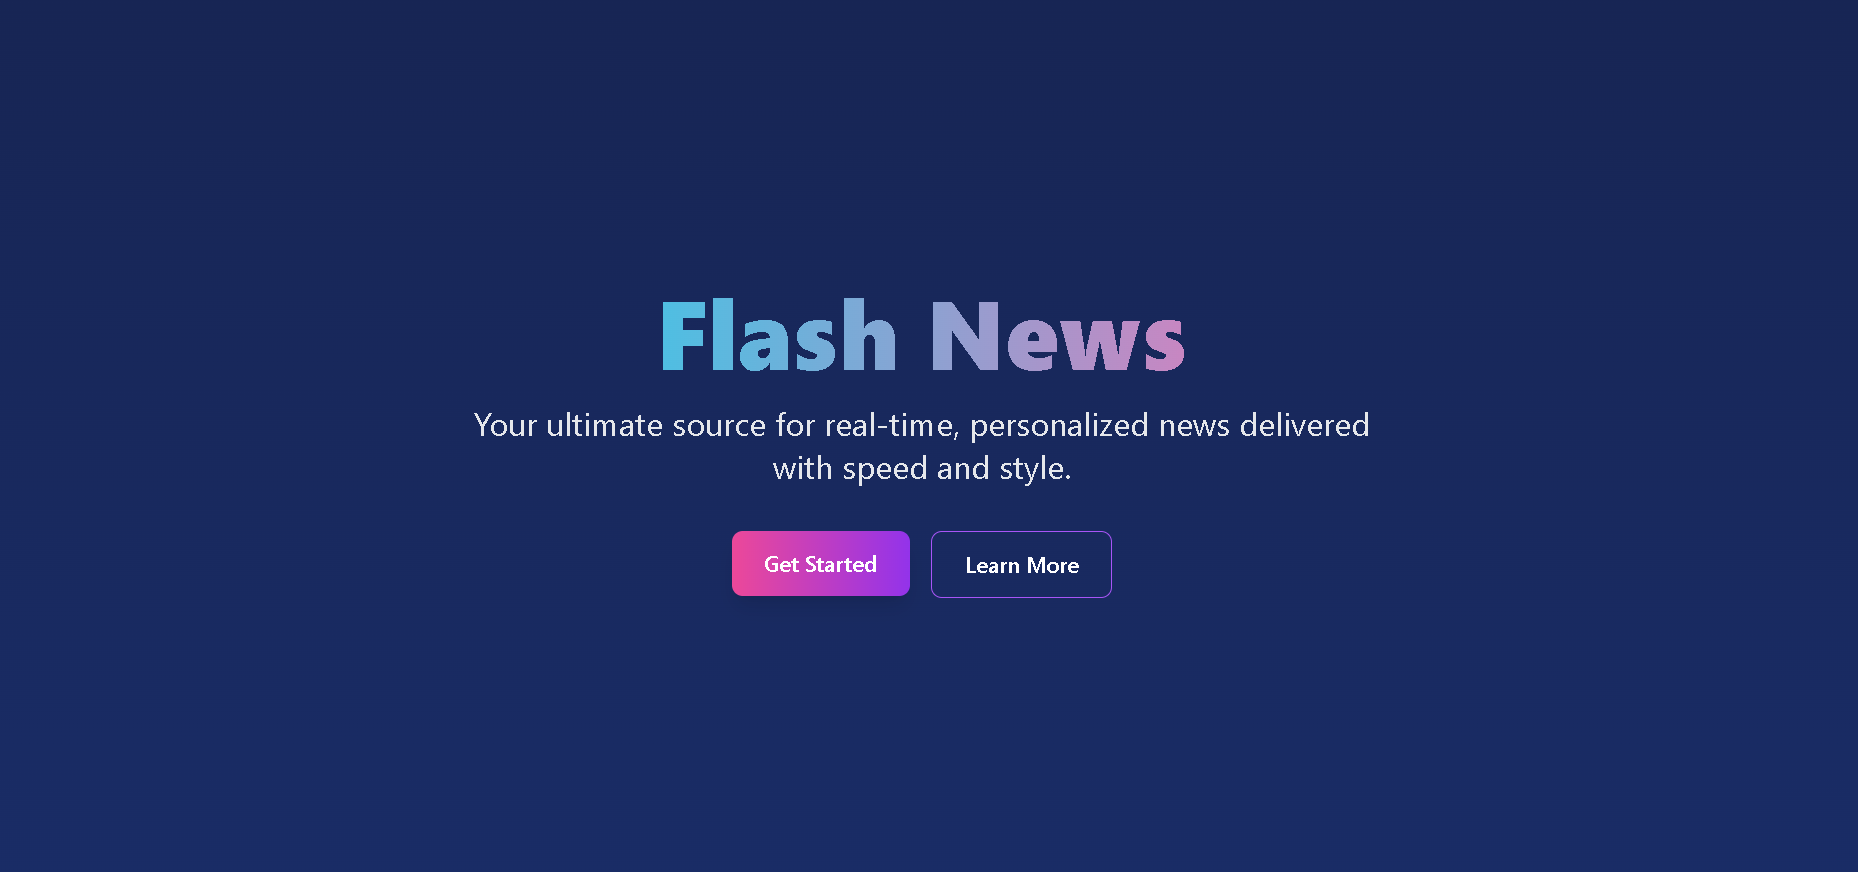 Flash News
Your ultimate source for real-time, personalized news delivered
with speed and style.
Get Started
Learn More